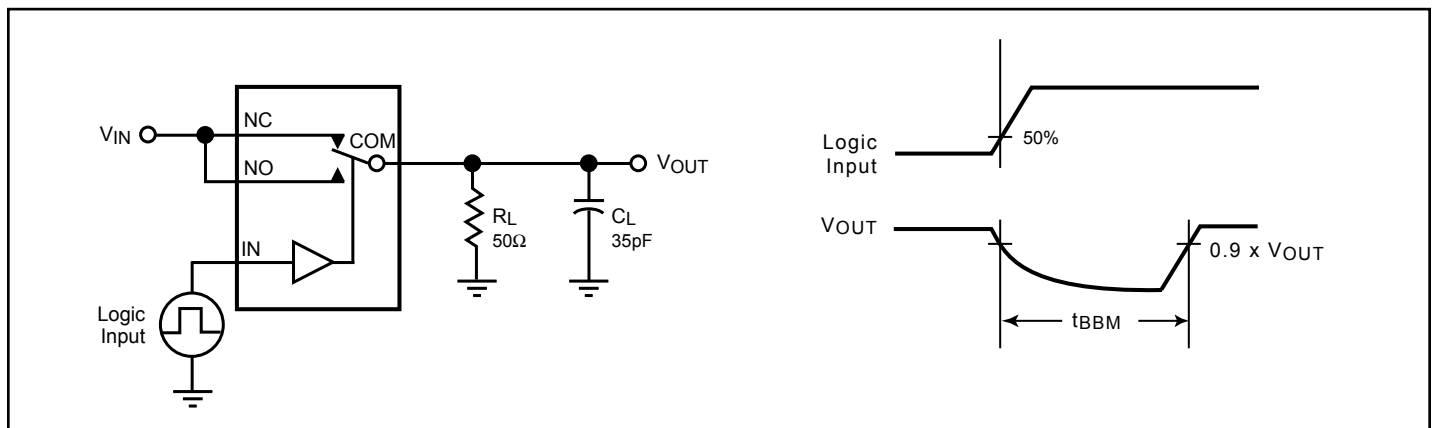 VIN
NC
NO
COM
IN
Logic
Input
RL
50Ω
CL
35pF
VOUT
Logic
Input
50%
VOUT
0.9 x VOUT
tBBM